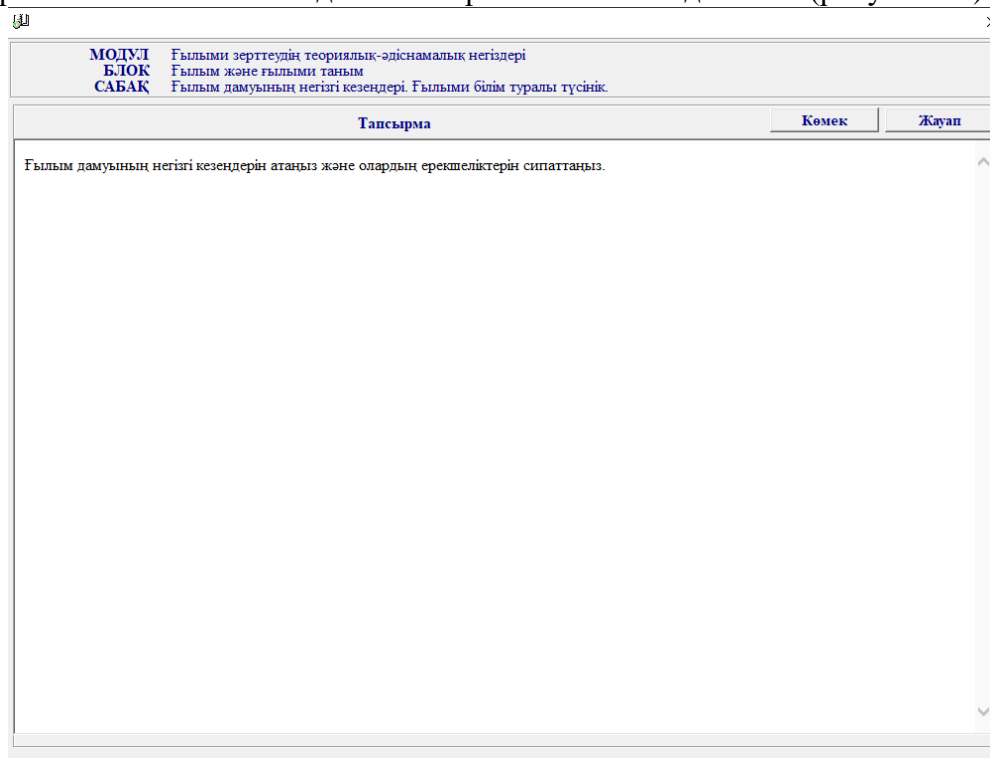 МОДУЛ Ғылыми зерттеудің теориялық-әдіснамалық негіздері
БЛОК Ғылым және ғылыми таным
САБАҚ Ғылым дамуының негізгі кезеңдері. Ғылыми білім туралы түсінік.
Тапсырма Көмек Жауап
Ғылым дамуының негізгі кезеңдерін атаңыз және олардың ерекшеліктерін сипаттаңыз.